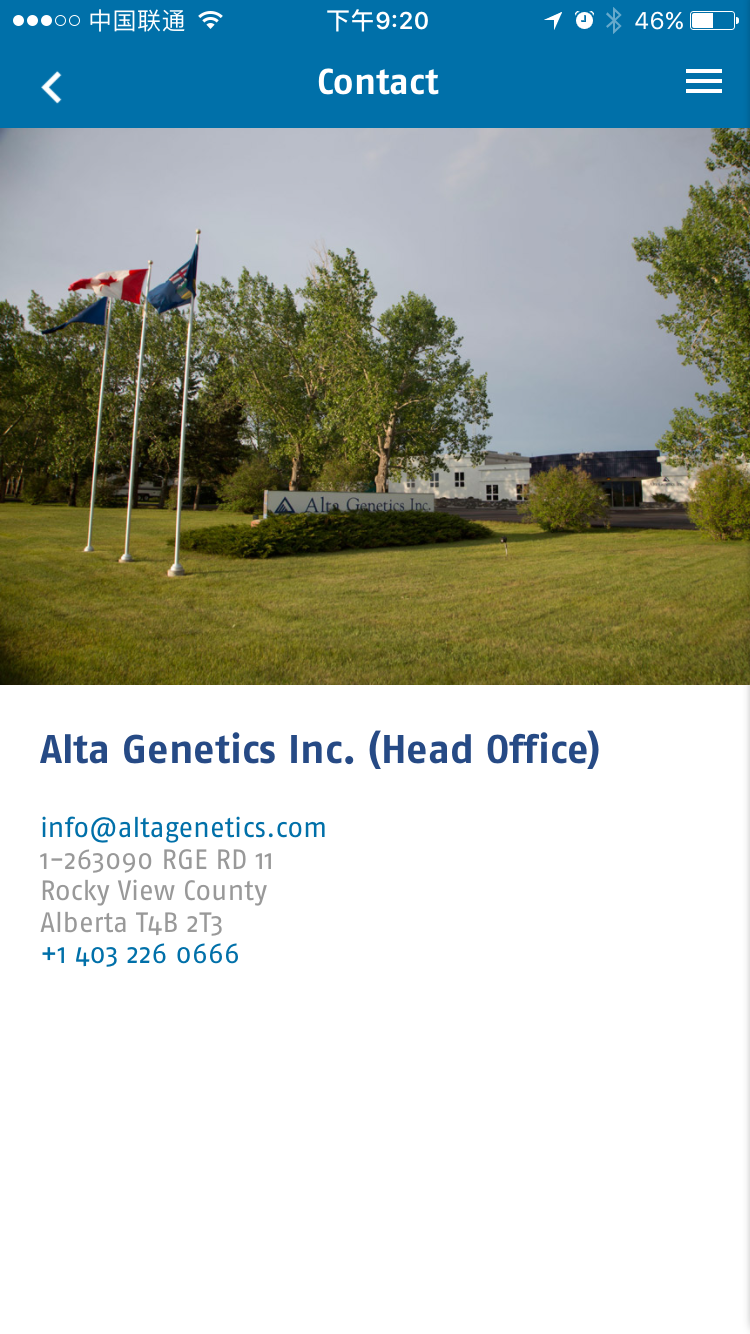 中国联通
下午9:20
46%
Contact
Alta Genetics Inc.
Alta Genetics Inc. (Head Office)
info@altagenetics.com
1-263090 RGE RD 11
Rocky View County
Alberta T4B 2T3
+1 403 226 0666